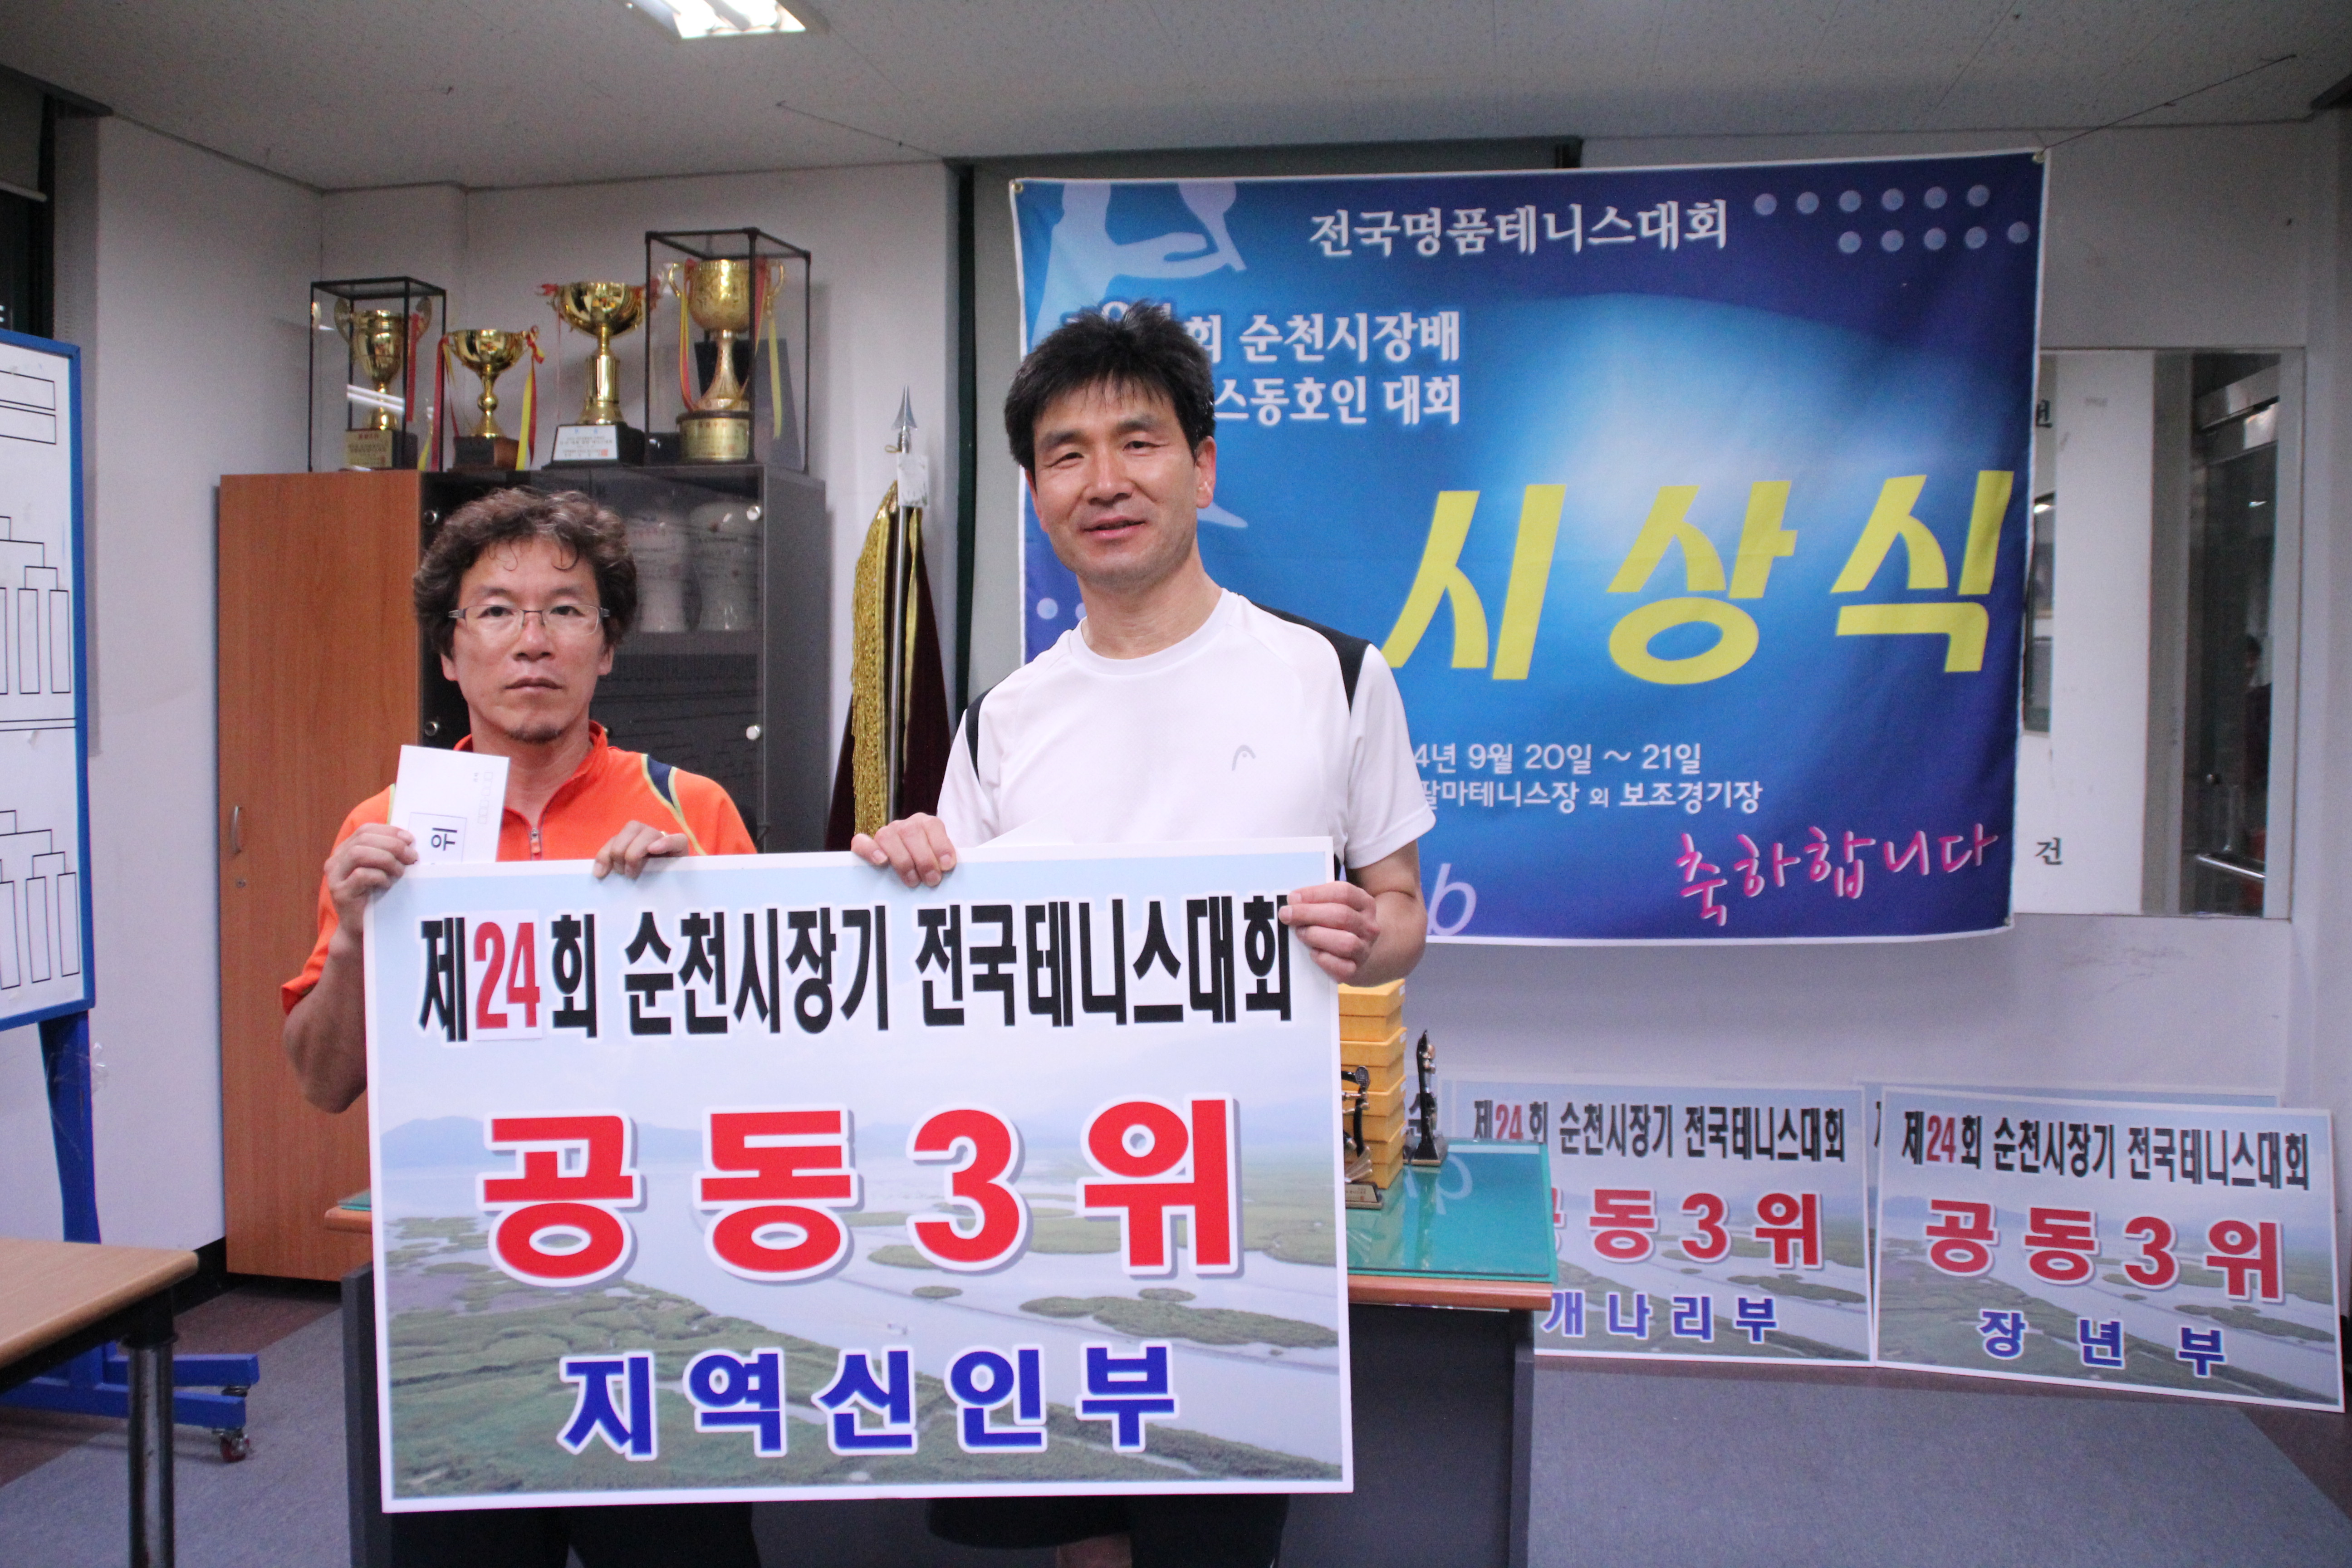 전국명품테니스대회
회 순천시장배
스동호인 대회
시상식
4년 9월 20일 ~ 21일
팔마테니스장 외 보조경기장
축하합니다
건
위
제24회 순천시장기 전국테니스대회
공동3위
지역신인부
제24회 순천시장기 전국테니스대회
공동3위
개나리부
제24회 순천시장기 전국테니스대회
공동3위
장년부